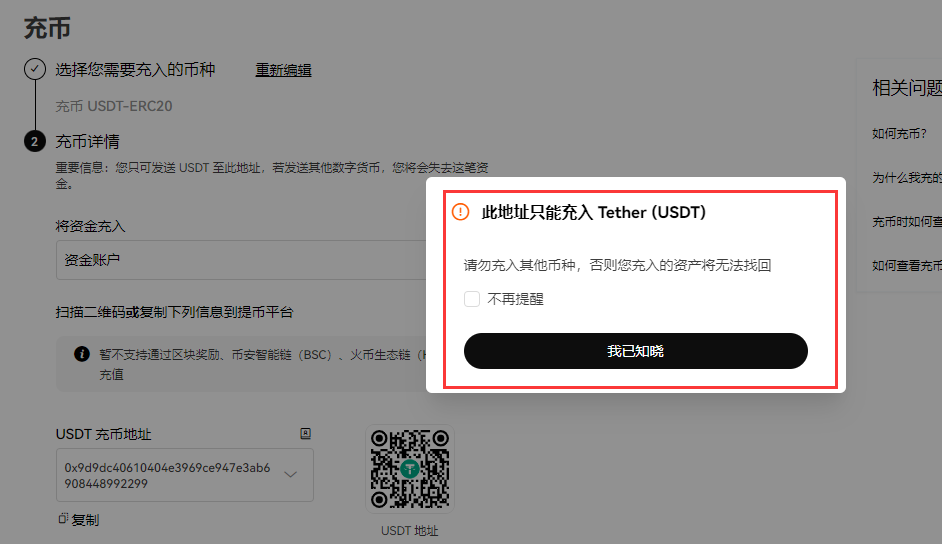 充币
选择您需要充入的币种 重新编辑
充币 USDT-ERC20
2 充币详情
重要信息：您只可发送 USDT 至此地址，若发送其他数字货币，您将会失去这笔资
金。
将资金充入
资金账户
扫描二维码或复制下列信息到提币平台
暂不支持通过区块奖励、币安智能链（BSC）、火币生态链（
充值
USDT 充币地址
0x9d9dc40610404e3969ce947e3ab6
908448992299
复制
USDT 地址
此地址只能充入 Tether (USDT)
请勿充入其他币种，否则您充入的资产将无法找回
不再提醒
我已知晓
相关问题
如何充币？
为什么我充的
充币时如何查
如何查看充币